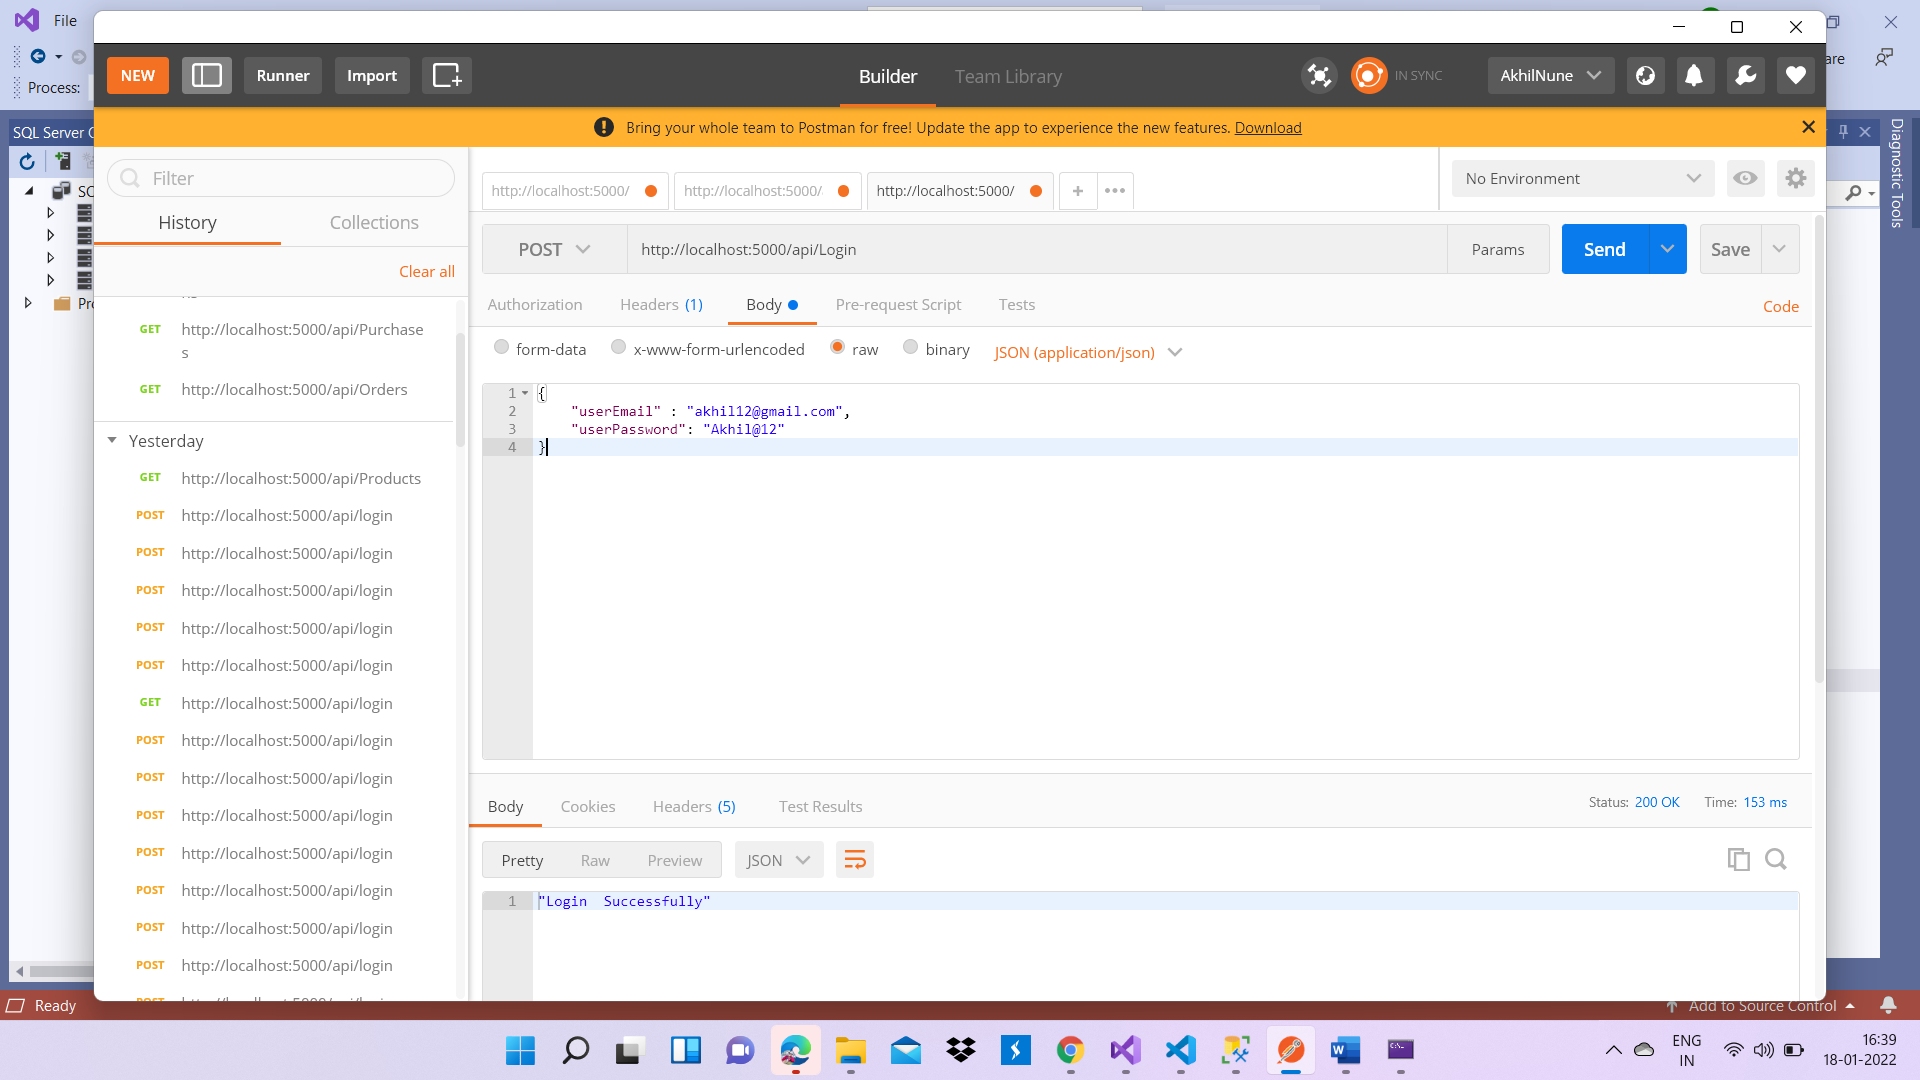 File
Process:
SQL Server
NEW
Runner
Import
Builder
Team Library
IN SYNC
AkhilNune
Bring your whole team to Postman for free! Update the app to experience the new features. Download
Diagnostic Tools
Filter
History
Collections
Clear all
GET http://localhost:5000/api/Purchase
s
GET http://localhost:5000/api/Orders
Yesterday
GET http://localhost:5000/api/Products
POST http://localhost:5000/api/login
POST http://localhost:5000/api/login
POST http://localhost:5000/api/login
POST http://localhost:5000/api/login
POST http://localhost:5000/api/login
GET http://localhost:5000/api/login
POST http://localhost:5000/api/login
POST http://localhost:5000/api/login
POST http://localhost:5000/api/login
POST http://localhost:5000/api/login
POST http://localhost:5000/api/login
POST http://localhost:5000/api/login
POST http://localhost:5000/api/login
http://localhost:5000/
http://localhost:5000/
http://localhost:5000/
No Environment
POST
http://localhost:5000/api/Login
Params
Send
Save
Authorization
Headers (1)
Body
Pre-request Script
Tests
Code
form-data
x-www-form-urlencoded
raw
binary
JSON (application/json)
1 {
2 "userEmail" : "akhil12@gmail.com",
3 "userPassword": "Akhil@12"
4 }
Body
Cookies
Headers (5)
Test Results
Status: 200 OK
Time: 153 ms
Pretty
Raw
Preview
JSON
1 "Login  Successfully"
Ready
Add to Source Control
ENG
IN
16:39
18-01-2022